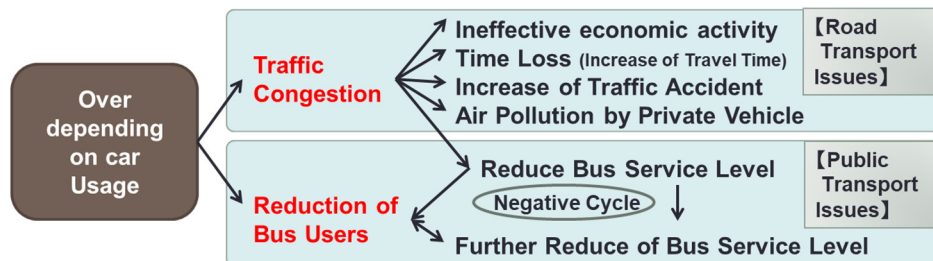 Over
depending
on car
Usage
Traffic
Congestion
Ineffective economic activity
Time Loss (Increase of Travel Time)
Increase of Traffic Accident
Air Pollution by Private Vehicle
【Road
Transport
Issues】
Reduction of
Bus Users
Reduce Bus Service Level
Negative Cycle
Further Reduce of Bus Service Level
【Public
Transport
Issues】